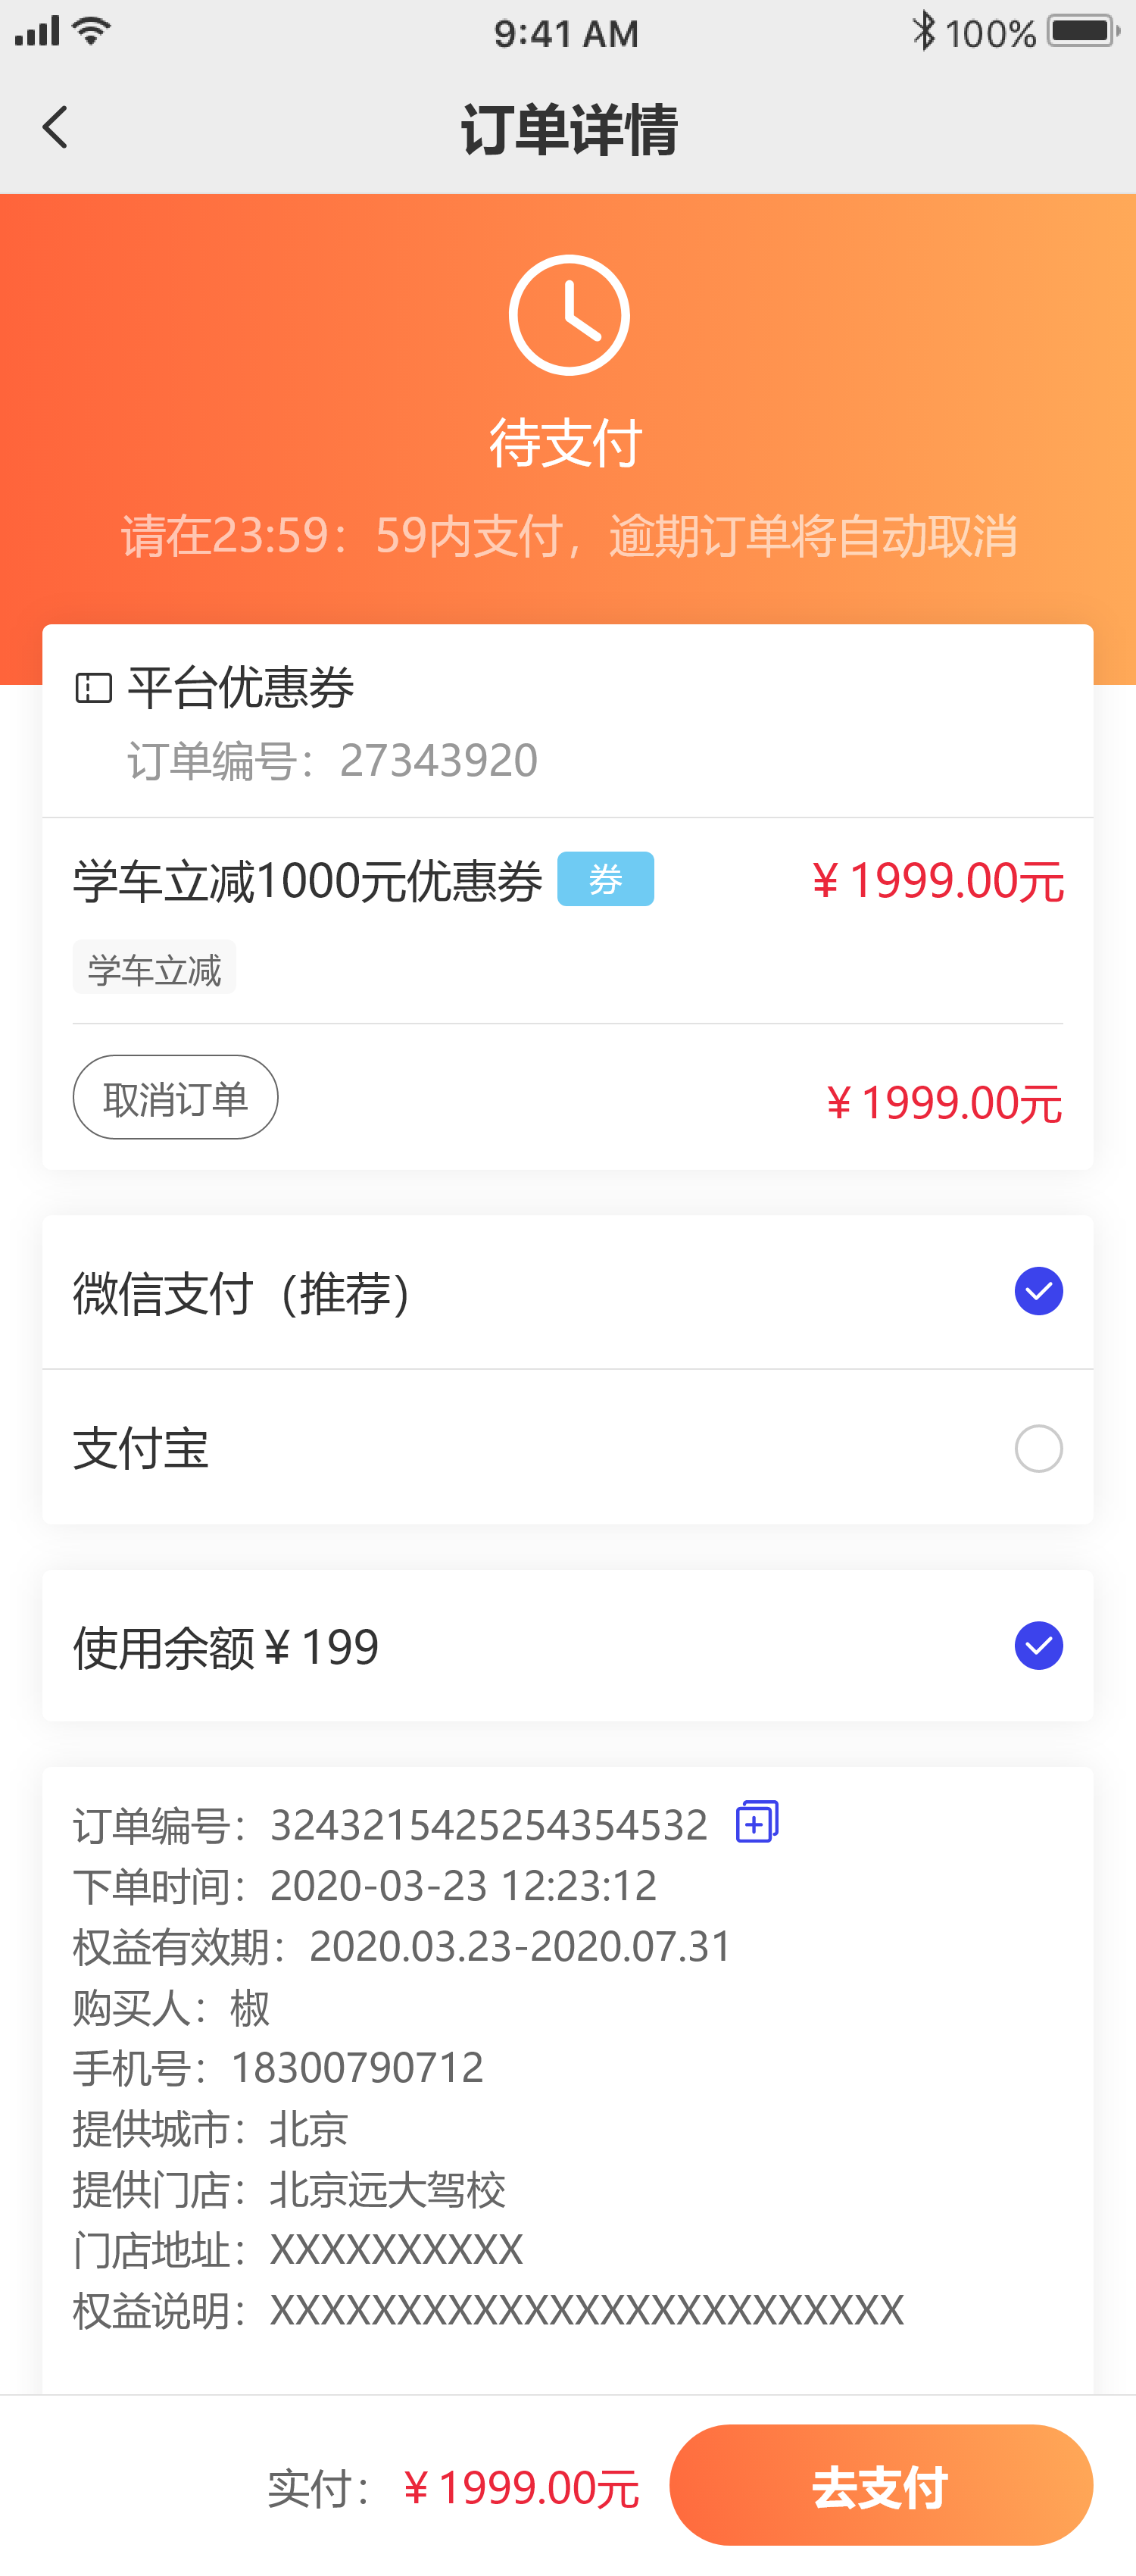 9:41 AM 100%
订单详情
待支付
请在23:59：59内支付，逾期订单将自动取消
平台优惠券
订单编号：27343920
学车立减1000元优惠券 券 ¥1999.00元
学车立减
取消订单 ¥1999.00元
微信支付（推荐）
支付宝
使用余额¥199
订单编号：3243215425254354532
下单时间：2020-03-23 12:23:12
权益有效期：2020.03.23-2020.07.31
购买人：椒
手机号：18300790712
提供城市：北京
提供门店：北京远大驾校
门店地址：XXXXXXXXXX
权益说明：XXXXXXXXXXXXXXXXXXXXXXXXX
实付：¥1999.00元 去支付